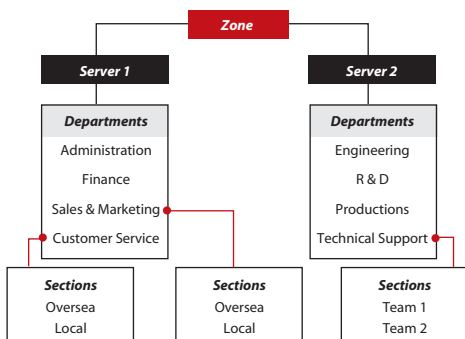 Zone
Server 1
Server 2
Departments
Administration
Finance
Sales & Marketing
Customer Service
Departments
Engineering
R & D
Productions
Technical Support
Sections
Oversea
Local
Sections
Oversea
Local
Sections
Team 1
Team 2